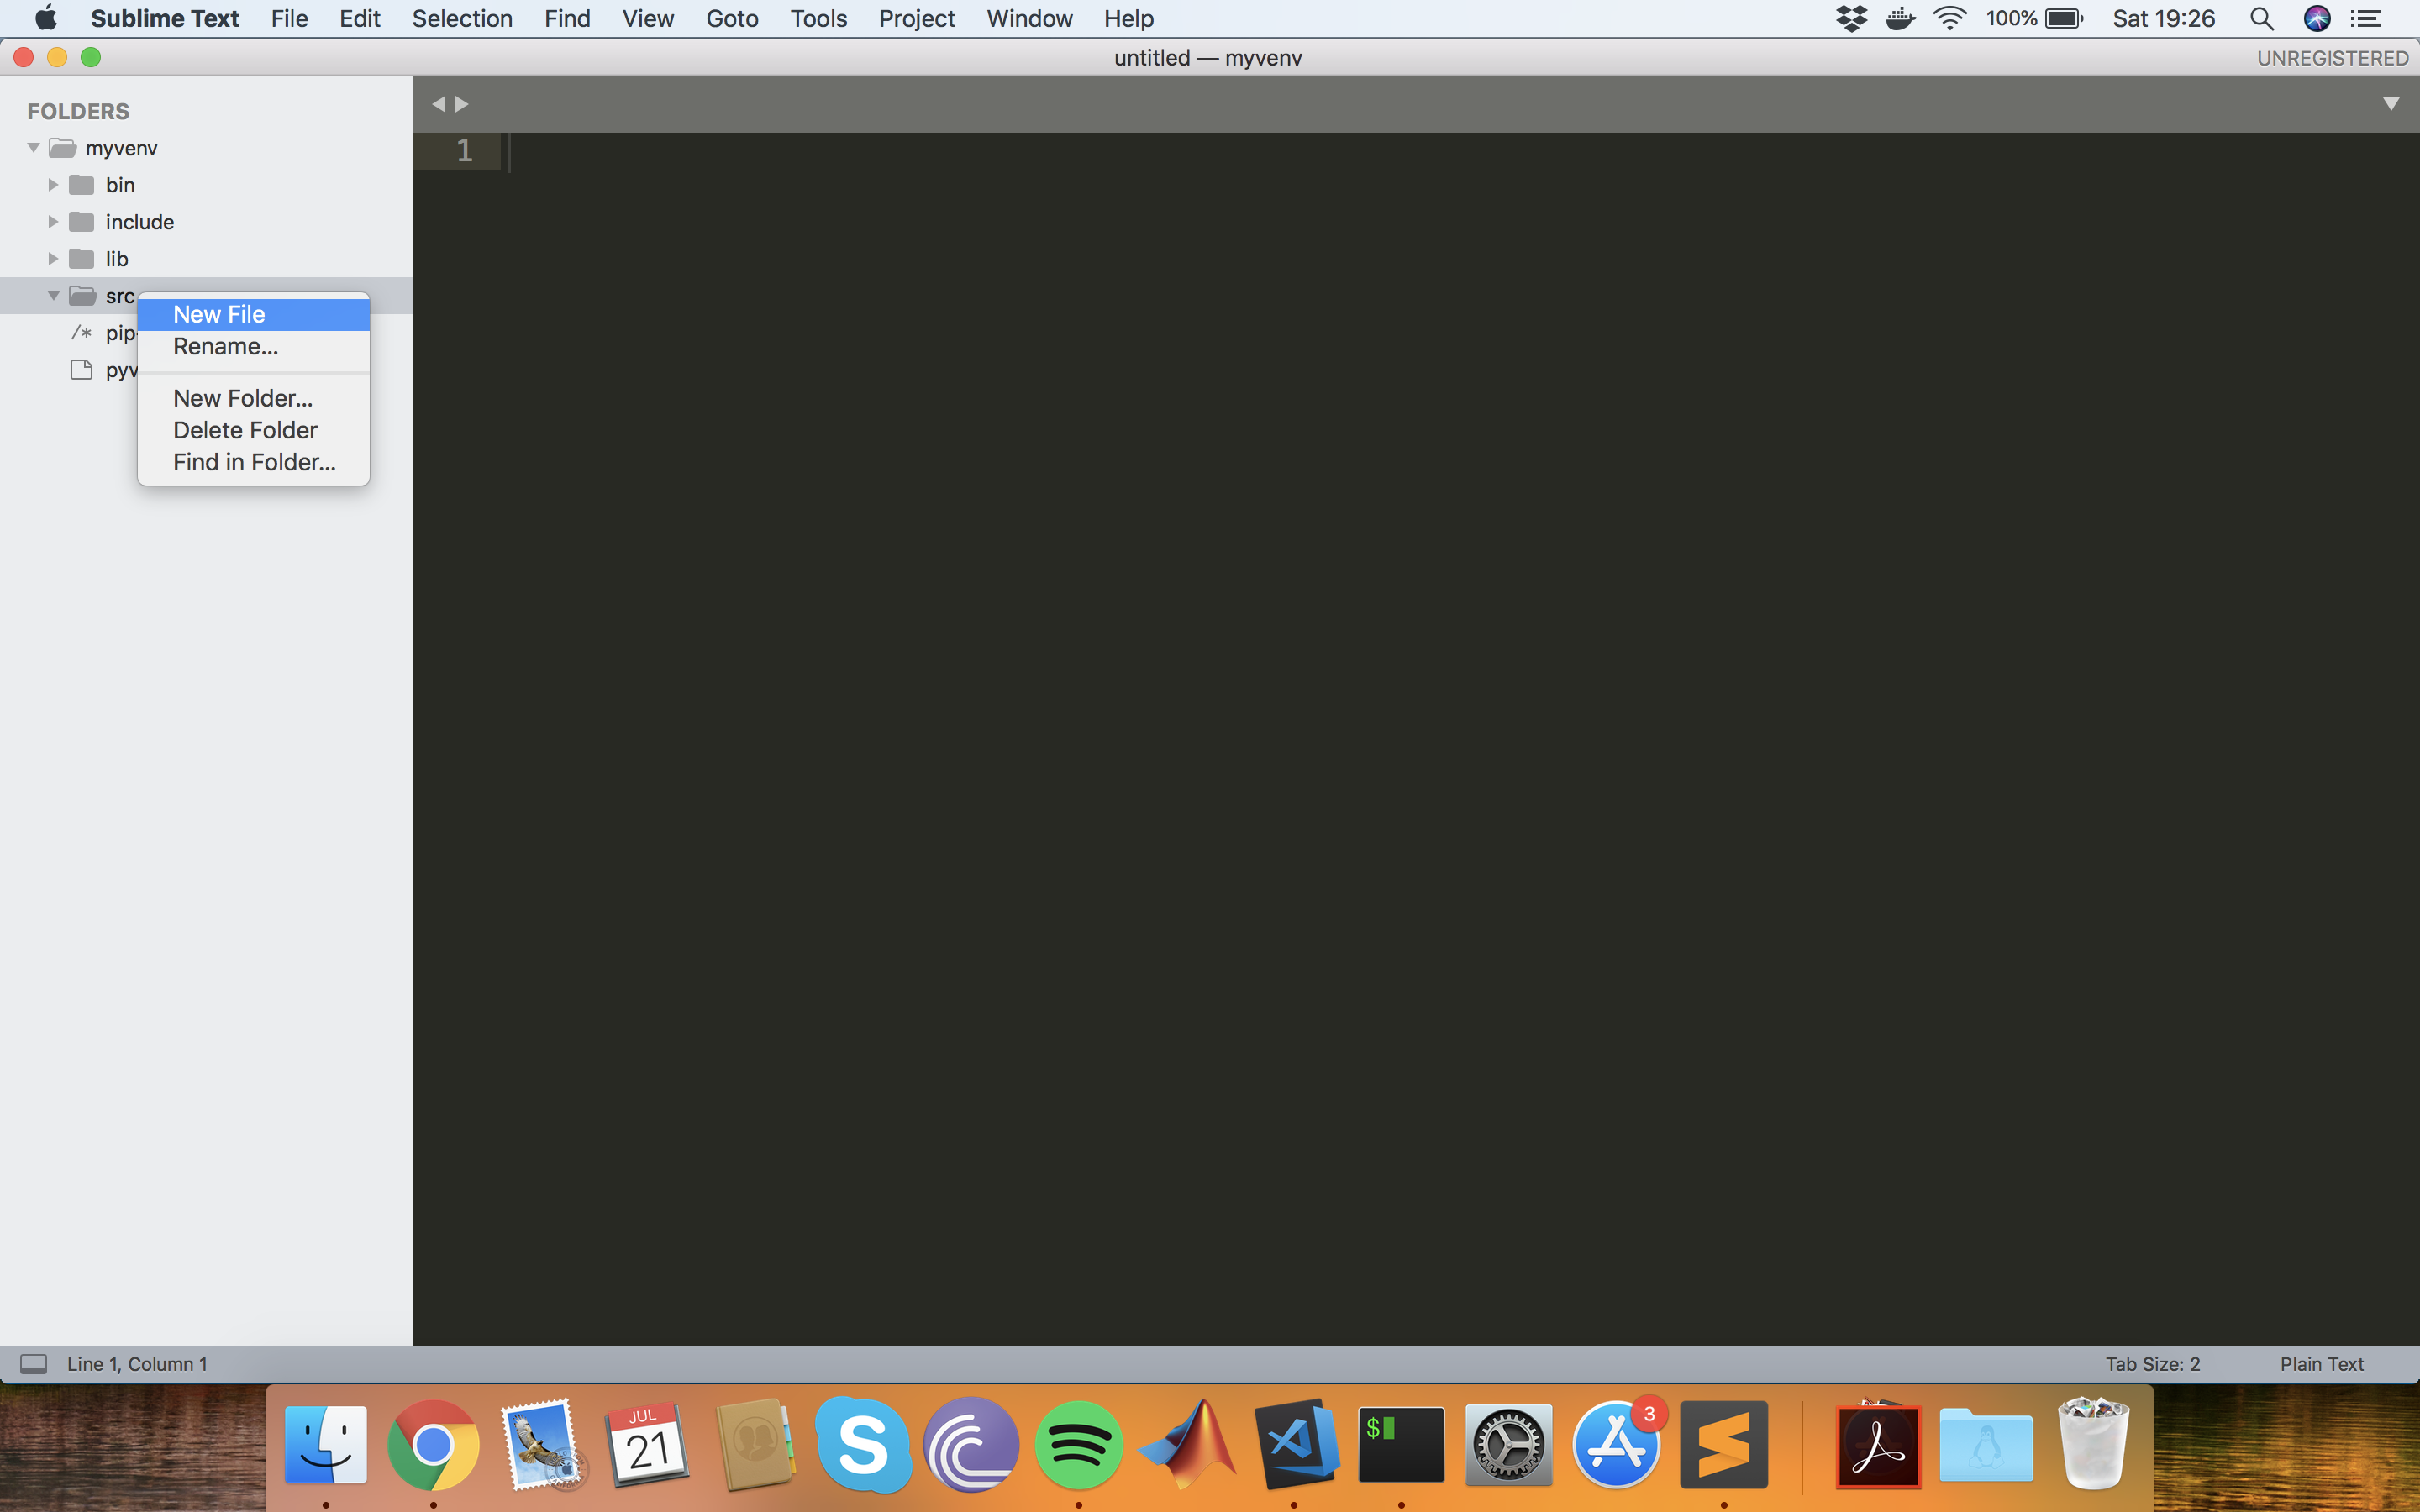 Sublime Text File Edit Selection Find View Goto Tools Project Window Help 100% Sat 19:26
untitled — myvenv UNREGISTERED
FOLDERS
myvenv
bin
include
lib
src
/* pip-
pyv
New File
Rename...
New Folder...
Delete Folder
Find in Folder...
1
Line 1, Column 1 Tab Size: 2 Plain Text
JUL
21
S
$
3